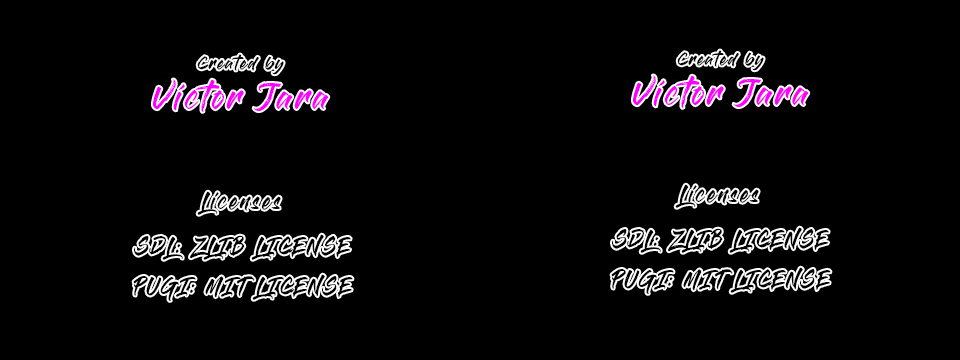 Created by
Victor Jara
Licenses
SDL: ZLIB LICENSE
PUGI: MIT LICENSE
Created by
Victor Jara
Licenses
SDL: ZLIB LICENSE
PUGI: MIT LICENSE